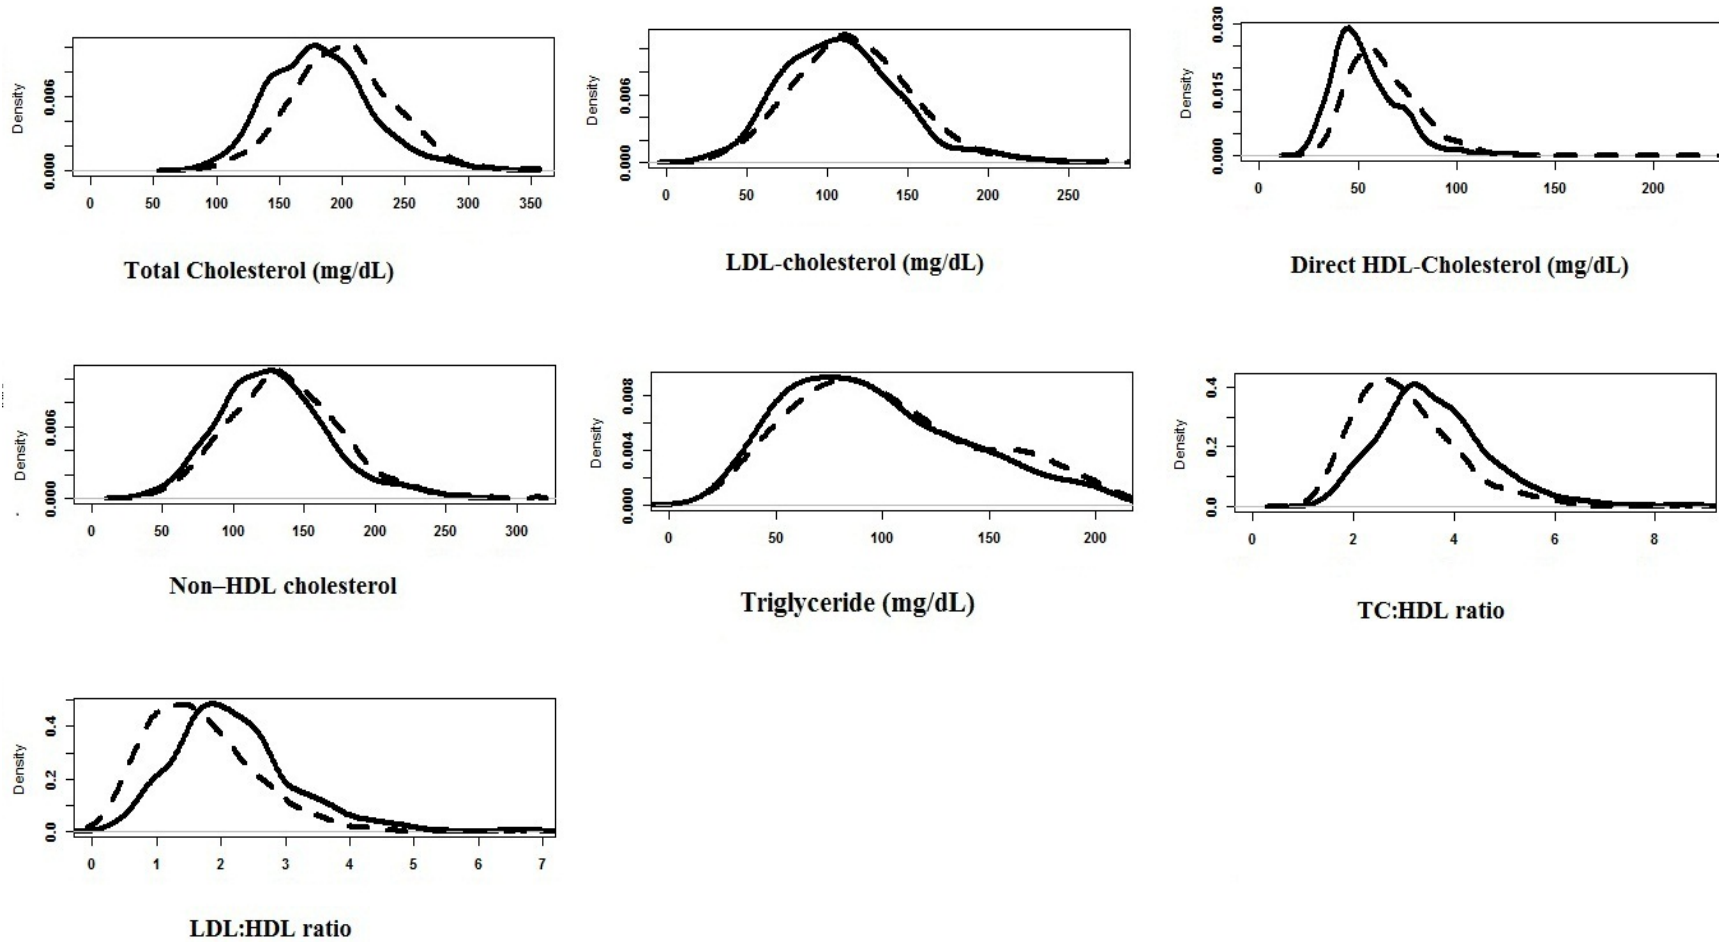 Density
0.006
0.000
0 50 100 150 200 250 300 350
Total Cholesterol (mg/dL)
Density
0.006
0.000
0 50 100 150 200 250
LDL-cholesterol (mg/dL)
Density
0.030
0.015
0.000
0 50 100 150 200
Direct HDL-Cholesterol (mg/dL)
Density
0.006
0.000
0 50 100 150 200 250 300
Non–HDL cholesterol
Density
0.008
0.004
0.000
0 50 100 150 200
Triglyceride (mg/dL)
Density
0.4
0.2
0.0
0 2 4 6 8
TC:HDL ratio
Density
0.4
0.2
0.0
0 1 2 3 4 5 6 7
LDL:HDL ratio